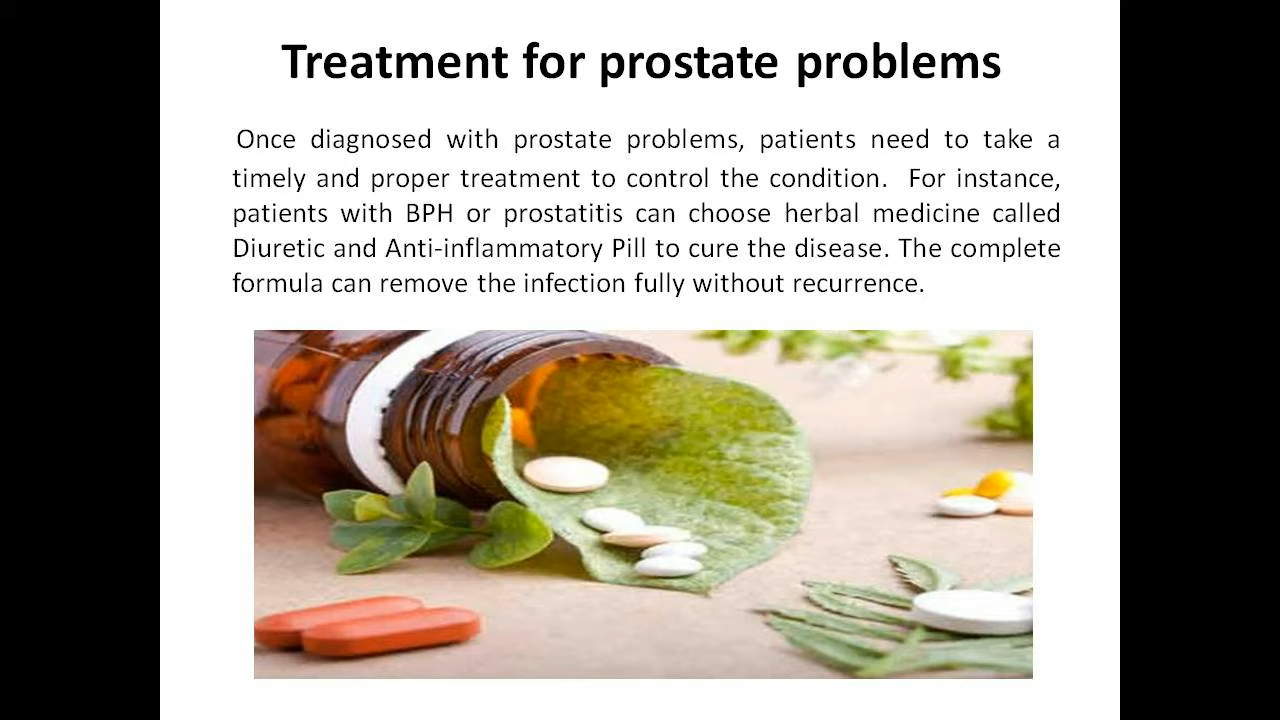 Treatment for prostate problems
Once diagnosed with prostate problems, patients need to take a
timely and proper treatment to control the condition.  For instance,
patients with BPH or prostatitis can choose herbal medicine called
Diuretic and Anti-inflammatory Pill to cure the disease. The complete
formula can remove the infection fully without recurrence.